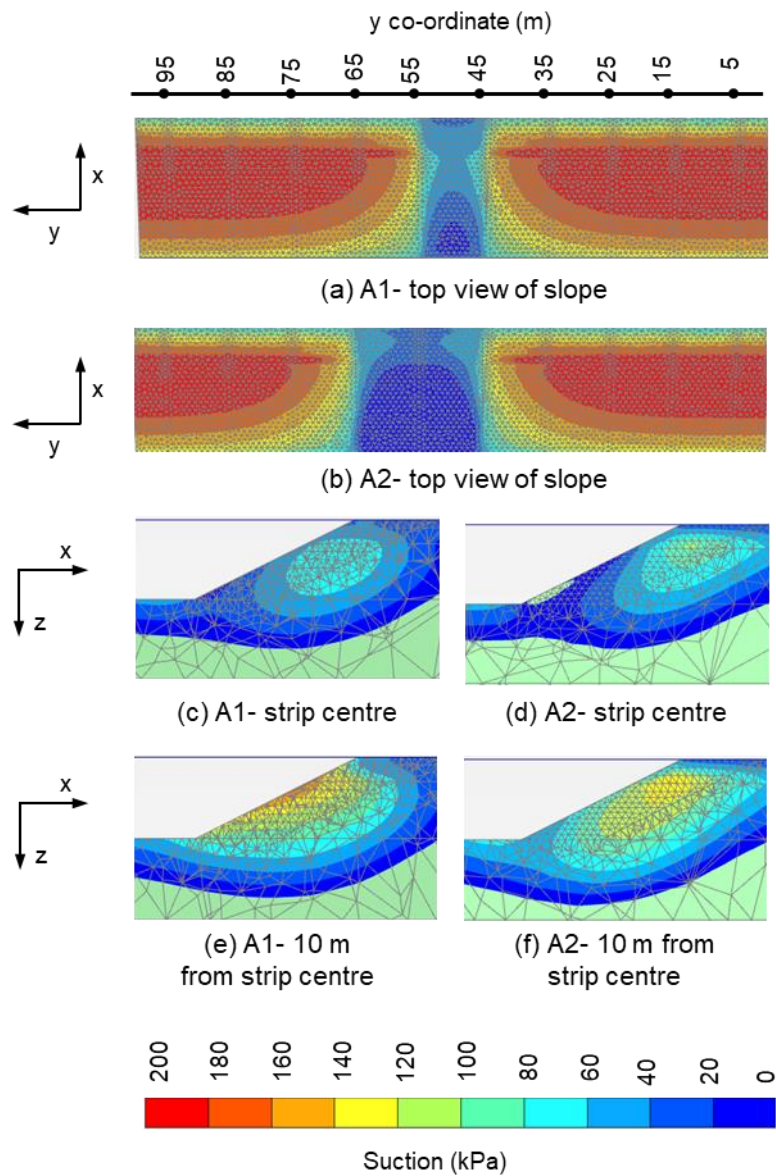 y co-ordinate (m)
95 85 75 65 55 45 35 25 15 5
x
y
(a) A1- top view of slope
x
y
(b) A2- top view of slope
x
z
(c) A1- strip centre
(d) A2- strip centre
x
z
(e) A1- 10 m
from strip centre
(f) A2- 10 m from
strip centre
200 180 160 140 120 100 80 60 40 20 0
Suction (kPa)